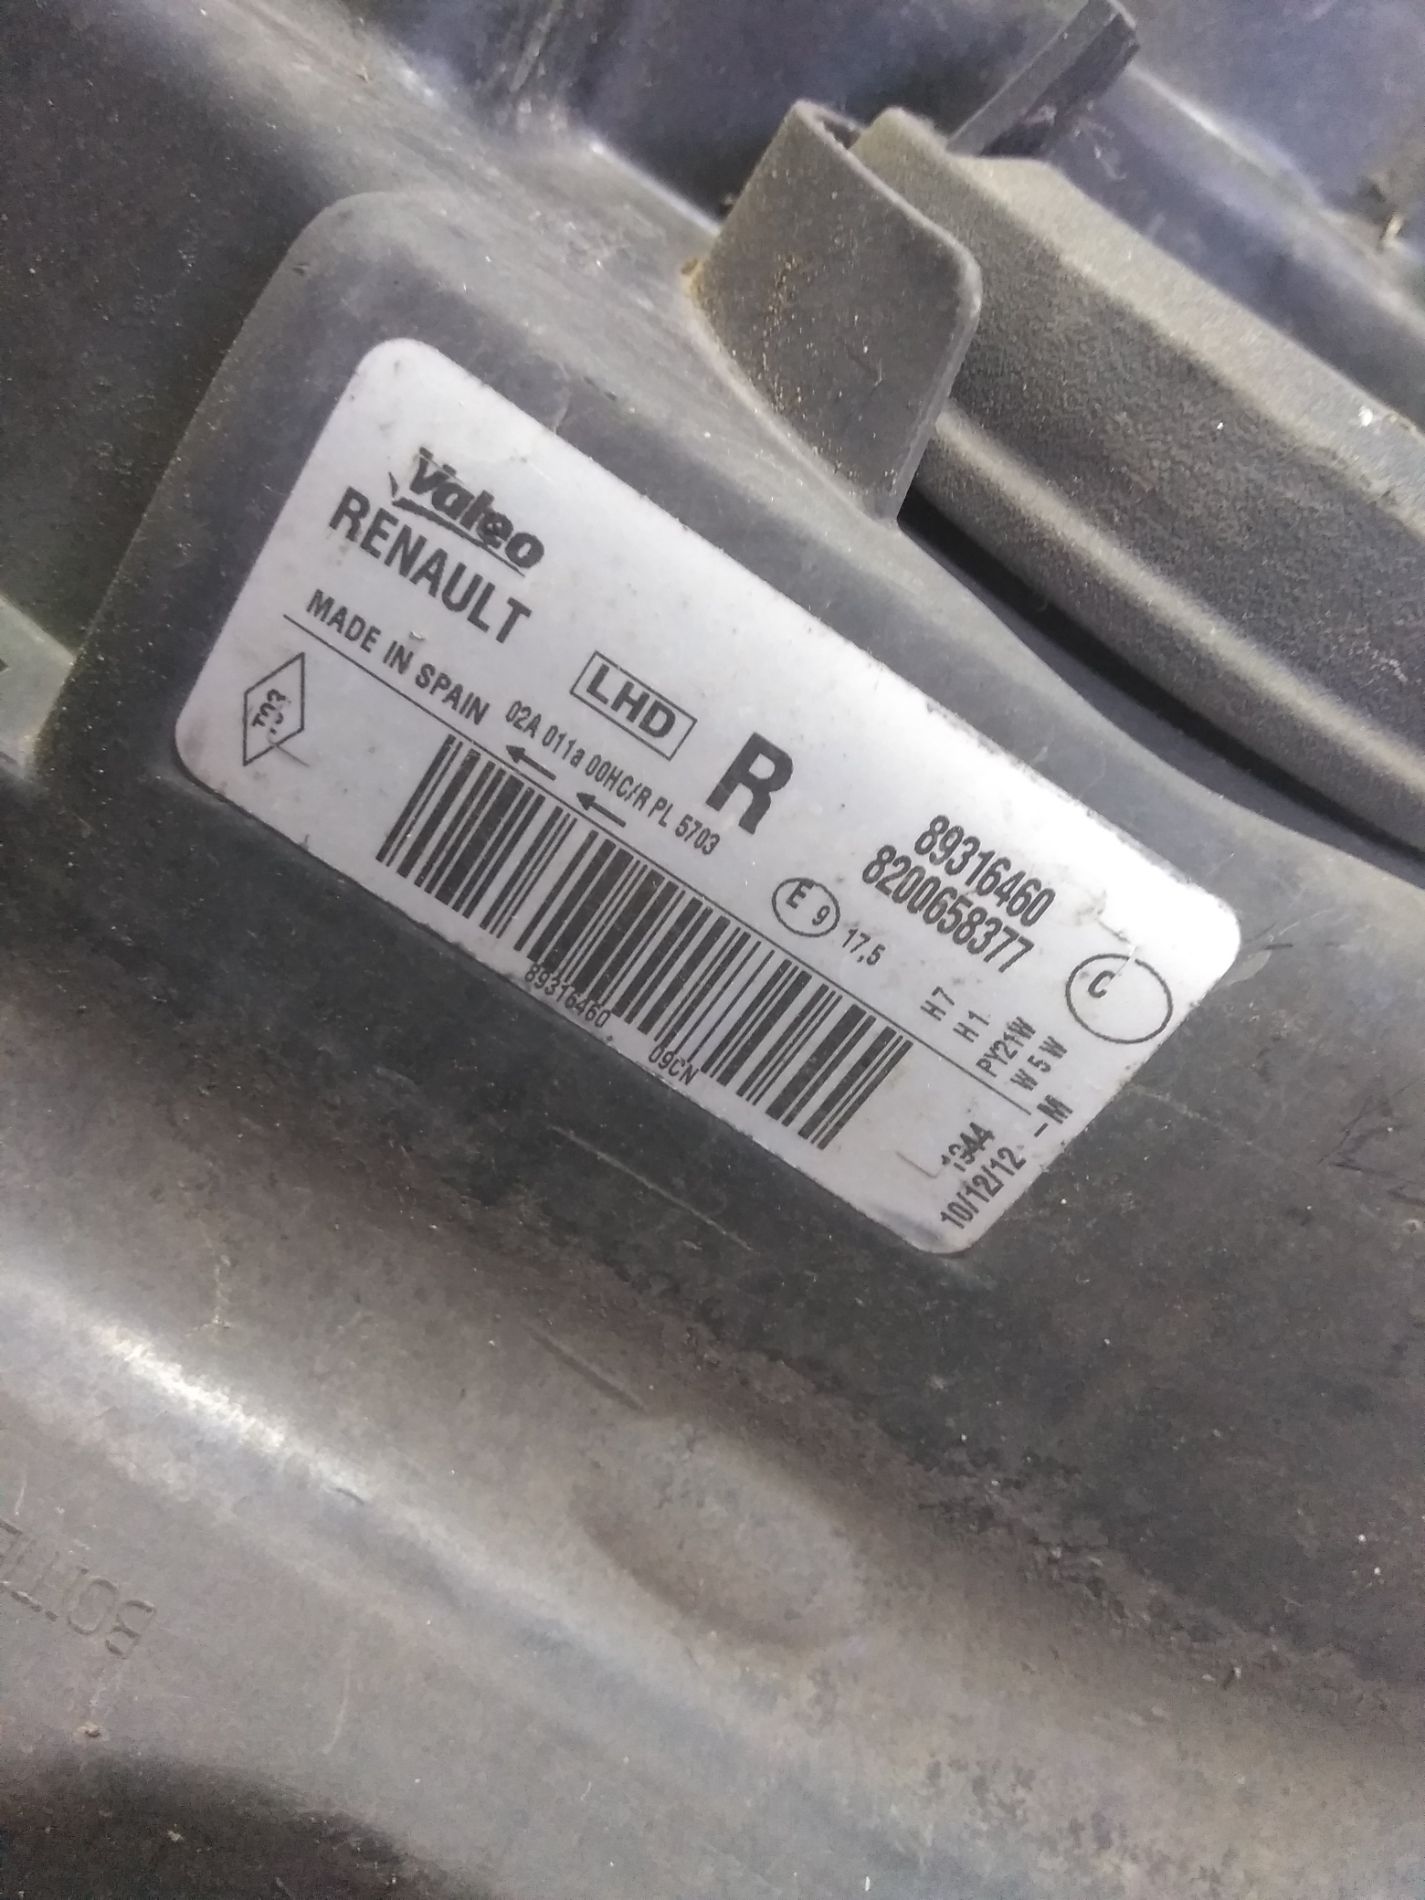 Valeo
RENAULT
LHD
R
89316460
8200658377
C
MADE IN SPAIN
02A 011a 00HC/R PL 5703
E 9
17,5
H7
H1
PY21W
W5W
89316460
09CN
10/12/12
-M